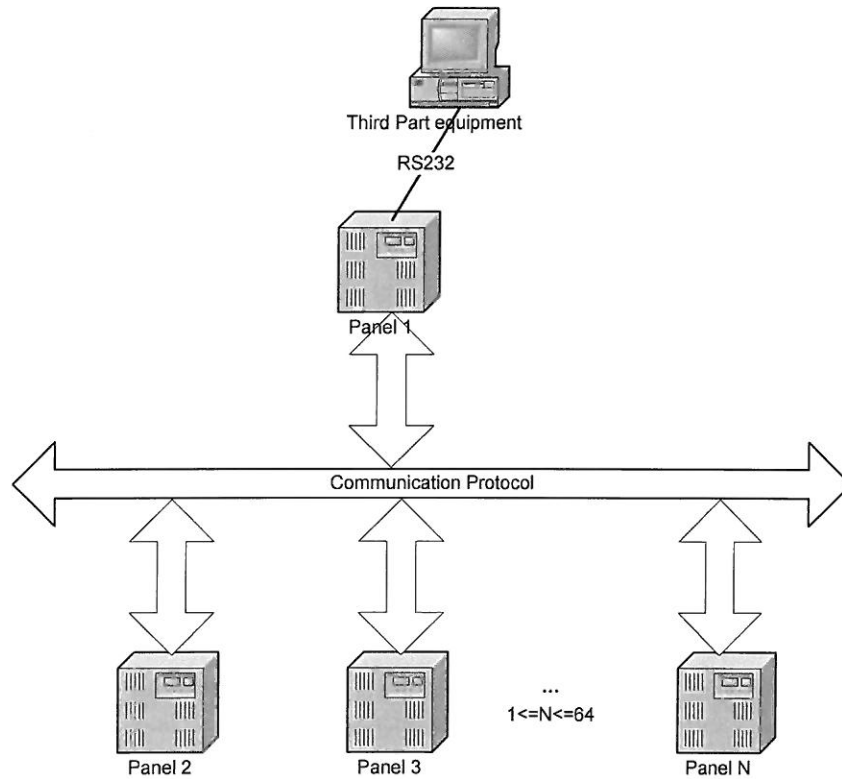 Third Part equipment
RS232
Panel 1
Communication Protocol
...
1<=N<=64
Panel 2
Panel 3
Panel N